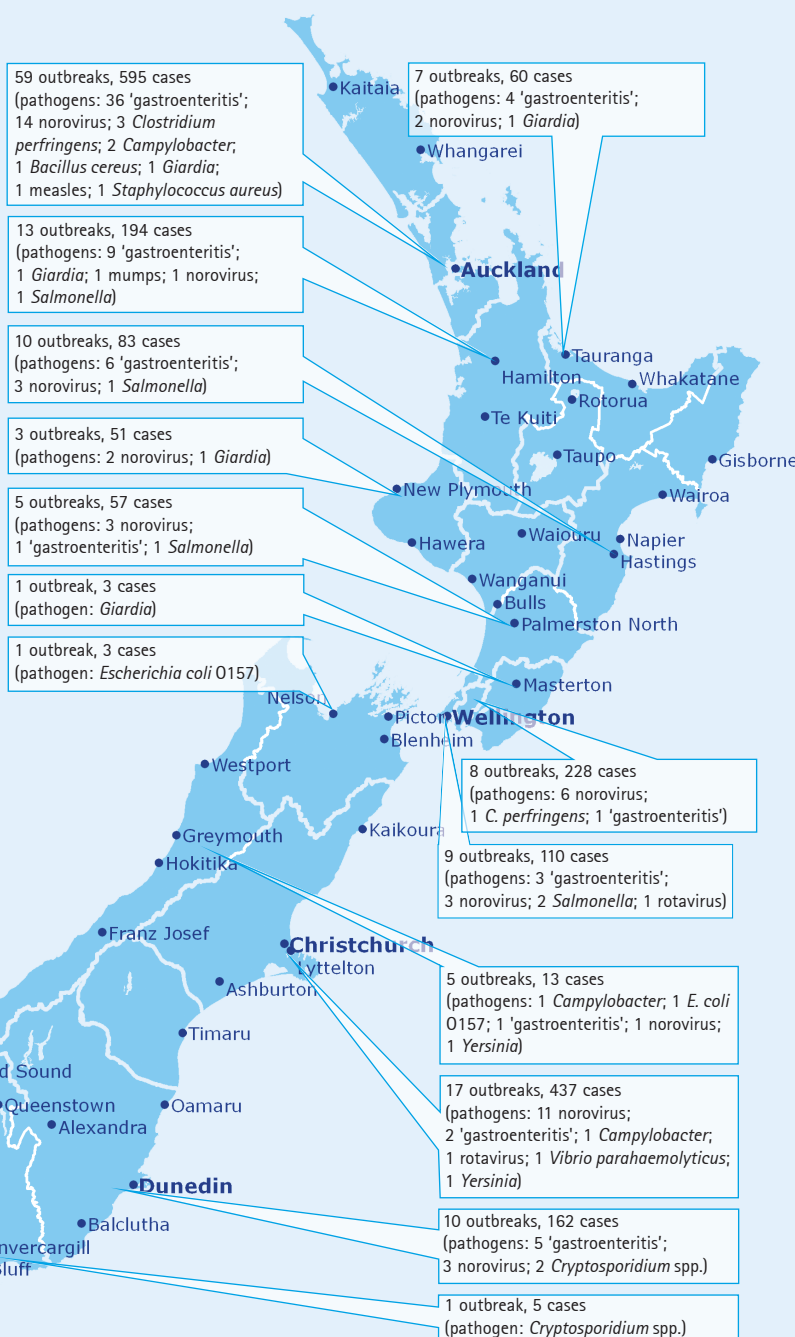 59 outbreaks, 595 cases
(pathogens: 36 ‘gastroenteritis’;
14 norovirus; 3 Clostridium
perfringens; 2 Campylobacter;
1 Bacillus cereus; 1 Giardia;
1 measles; 1 Staphylococcus aureus)
7 outbreaks, 60 cases
(pathogens: 4 ‘gastroenteritis’;
2 norovirus; 1 Giardia)
Kaitaia
Whangarei
13 outbreaks, 194 cases
(pathogens: 9 ‘gastroenteritis’;
1 Giardia; 1 mumps; 1 norovirus;
1 Salmonella)
Auckland
10 outbreaks, 83 cases
(pathogens: 6 ‘gastroenteritis’;
3 norovirus; 1 Salmonella)
Tauranga
Hamilton
Whakatane
Rotorua
Te Kuiti
3 outbreaks, 51 cases
(pathogens: 2 norovirus; 1 Giardia)
Taupo
Gisborne
New Plymouth
Wairoa
5 outbreaks, 57 cases
(pathogens: 3 norovirus;
1 ‘gastroenteritis’; 1 Salmonella)
Hawera
Waiouru
Napier
Hastings
1 outbreak, 3 cases
(pathogen: Giardia)
Wanganui
Bulls
Palmerston North
1 outbreak, 3 cases
(pathogen: Escherichia coli O157)
Masterton
Nelson
Picton
Wellington
Blenheim
Westport
8 outbreaks, 228 cases
(pathogens: 6 norovirus;
1 C. perfringens; 1 ‘gastroenteritis’)
Greymouth
Kaikoura
Hokitika
9 outbreaks, 110 cases
(pathogens: 3 ‘gastroenteritis’;
3 norovirus; 2 Salmonella; 1 rotavirus)
Franz Josef
Christchurch
Lyttelton
Ashburton
5 outbreaks, 13 cases
(pathogens: 1 Campylobacter; 1 E. coli
O157; 1 'gastroenteritis'; 1 norovirus;
1 Yersinia)
Timaru
d Sound
17 outbreaks, 437 cases
(pathogens: 11 norovirus;
2 'gastroenteritis'; 1 Campylobacter;
1 rotavirus; 1 Vibrio parahaemolyticus;
1 Yersinia)
Queenstown
Oamaru
Alexandra
Dunedin
Balclutha
10 outbreaks, 162 cases
(pathogens: 5 ‘gastroenteritis’;
3 norovirus; 2 Cryptosporidium spp.)
nvercargill
luff
1 outbreak, 5 cases
(pathogen: Cryptosporidium spp.)